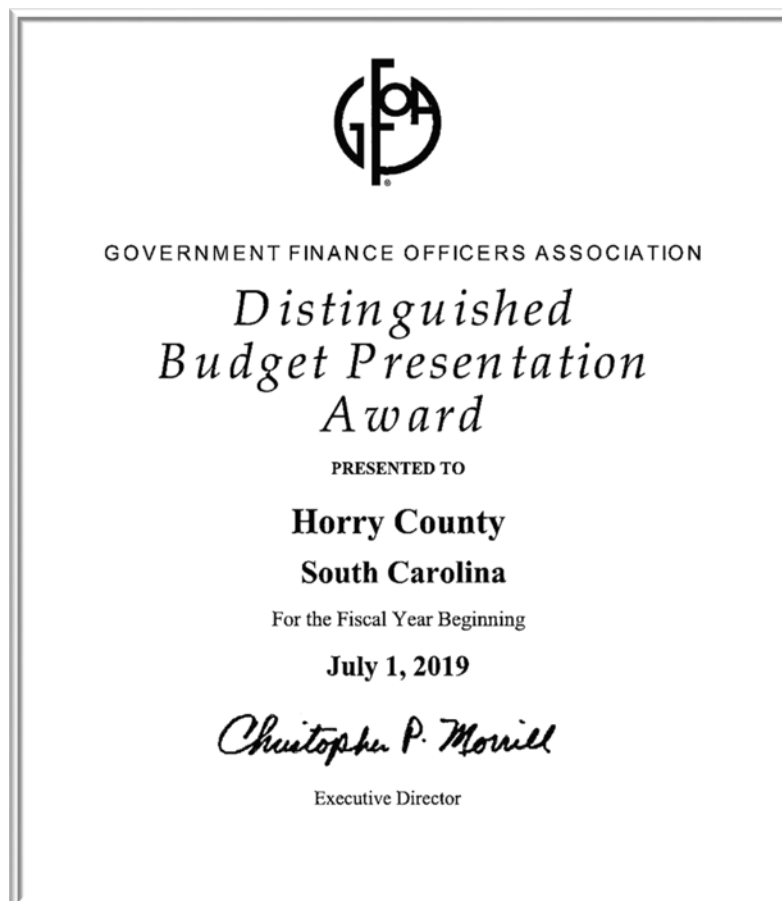 GFOA
®
GOVERNMENT FINANCE OFFICERS ASSOCIATION
Distinguished
Budget Presentation
Award
PRESENTED TO
Horry County
South Carolina
For the Fiscal Year Beginning
July 1, 2019
Christopher P. Morrill
Executive Director